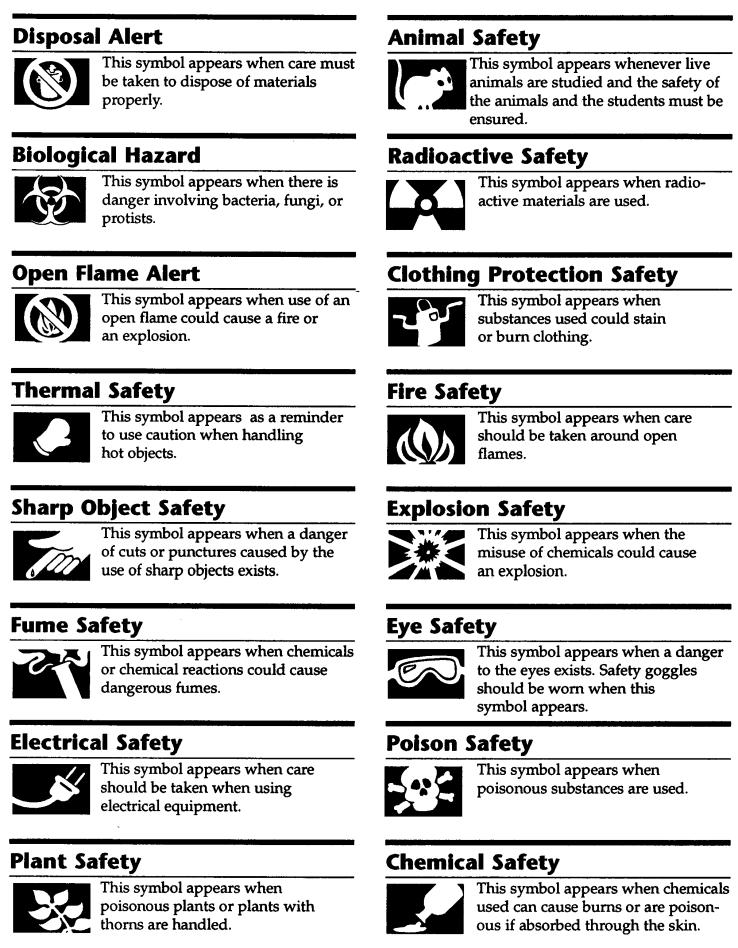 Disposal Alert
This symbol appears when care must
be taken to dispose of materials
properly.
Biological Hazard
This symbol appears when there is
danger involving bacteria, fungi, or
protists.
Open Flame Alert
This symbol appears when use of an
open flame could cause a fire or
an explosion.
Thermal Safety
This symbol appears as a reminder
to use caution when handling
hot objects.
Sharp Object Safety
This symbol appears when a danger
of cuts or punctures caused by the
use of sharp objects exists.
Fume Safety
This symbol appears when chemicals
or chemical reactions could cause
dangerous fumes.
Electrical Safety
This symbol appears when care
should be taken when using
electrical equipment.
Plant Safety
This symbol appears when
poisonous plants or plants with
thorns are handled.
Animal Safety
This symbol appears whenever live
animals are studied and the safety of
the animals and the students must be
ensured.
Radioactive Safety
This symbol appears when radio-
active materials are used.
Clothing Protection Safety
This symbol appears when
substances used could stain
or burn clothing.
Fire Safety
This symbol appears when care
should be taken around open
flames.
Explosion Safety
This symbol appears when the
misuse of chemicals could cause
an explosion.
Eye Safety
This symbol appears when a danger
to the eyes exists. Safety goggles
should be worn when this
symbol appears.
Poison Safety
This symbol appears when
poisonous substances are used.
Chemical Safety
This symbol appears when chemicals
used can cause burns or are poison-
ous if absorbed through the skin.